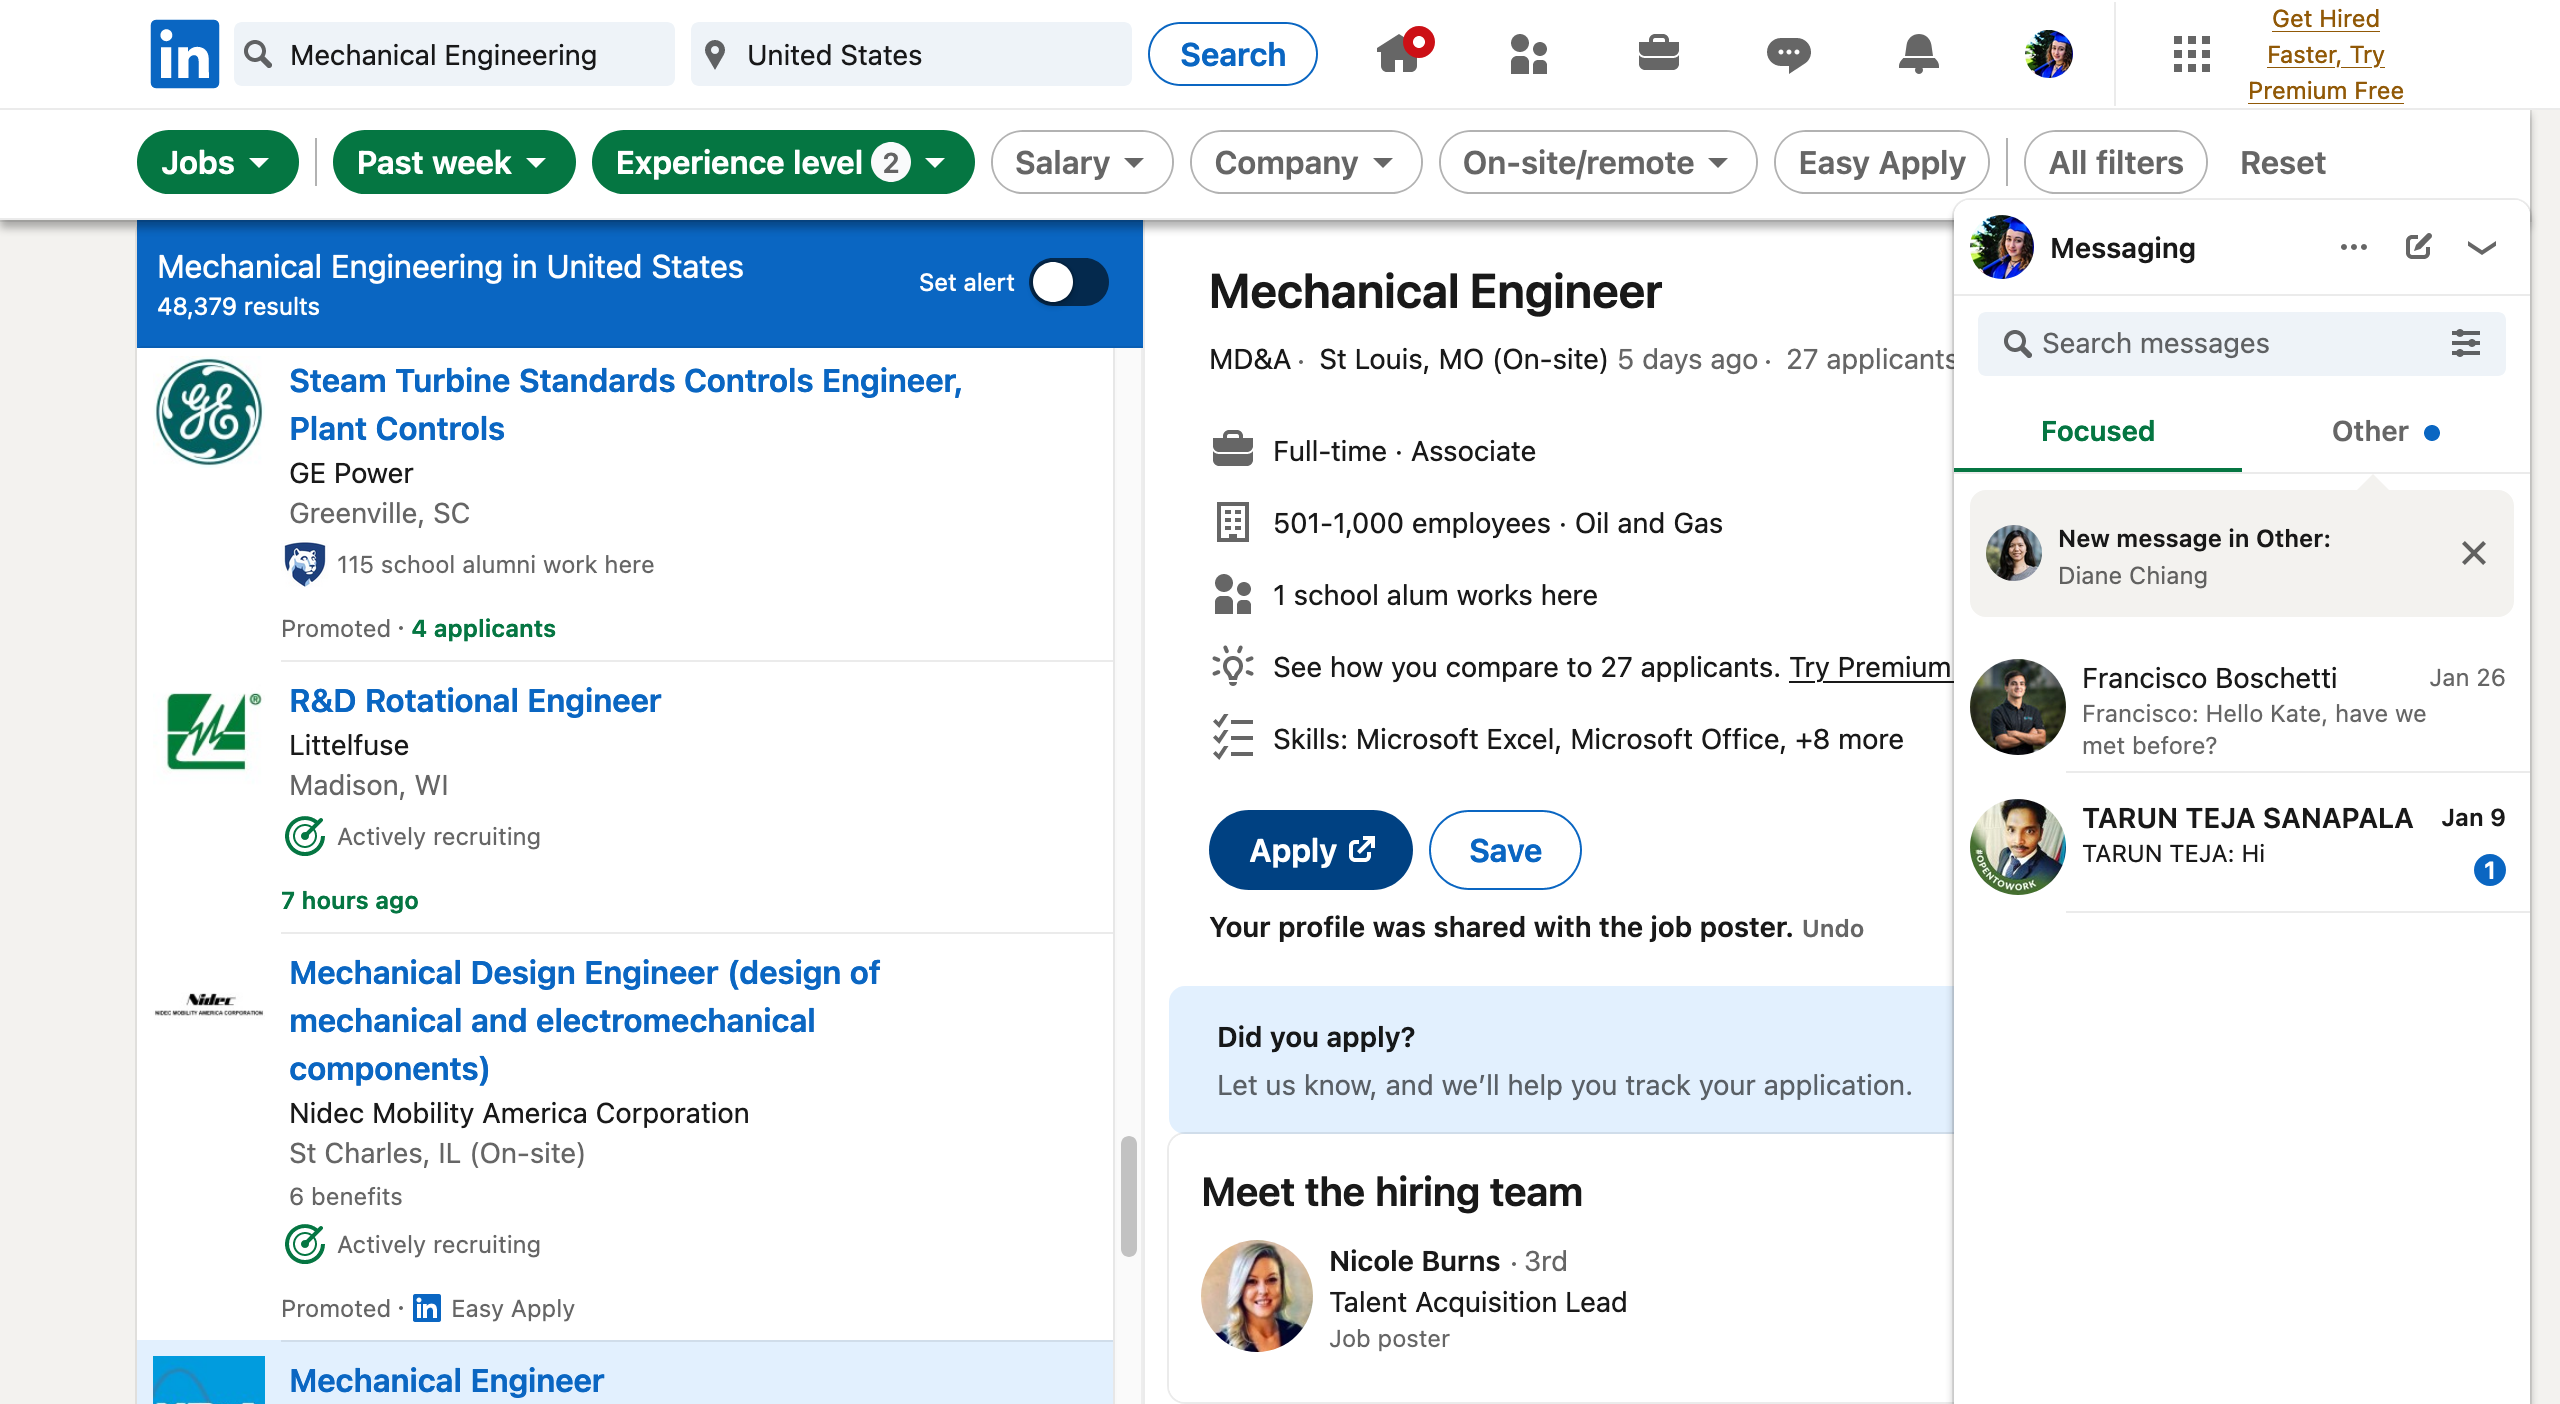 in
Mechanical Engineering
United States
Search
Get Hired
Faster, Try
Premium Free
Jobs
Past week
Experience level 2
Salary
Company
On-site/remote
Easy Apply
All filters
Reset
Mechanical Engineering in United States
48,379 results
Set alert
GE
Steam Turbine Standards Controls Engineer,
Plant Controls
GE Power
Greenville, SC
115 school alumni work here
Promoted · 4 applicants
®
R&D Rotational Engineer
Littelfuse
Madison, WI
Actively recruiting
7 hours ago
Nidec
NIDEC MOBILITY AMERICA CORPORATION
Mechanical Design Engineer (design of
mechanical and electromechanical
components)
Nidec Mobility America Corporation
St Charles, IL (On-site)
6 benefits
Actively recruiting
Promoted · in Easy Apply
Mechanical Engineer
Mechanical Engineer
MD&A · St Louis, MO (On-site) 5 days ago · 27 applicants
Full-time · Associate
501-1,000 employees · Oil and Gas
1 school alum works here
See how you compare to 27 applicants. Try Premium
Skills: Microsoft Excel, Microsoft Office, +8 more
Apply
Save
Your profile was shared with the job poster. Undo
Did you apply?
Let us know, and we’ll help you track your application.
Meet the hiring team
Nicole Burns · 3rd
Talent Acquisition Lead
Job poster
Messaging
Search messages
Focused
Other
New message in Other:
Diane Chiang
Francisco Boschetti
Jan 26
Francisco: Hello Kate, have we
met before?
#OPENTOWORK
TARUN TEJA SANAPALA
Jan 9
TARUN TEJA: Hi
1